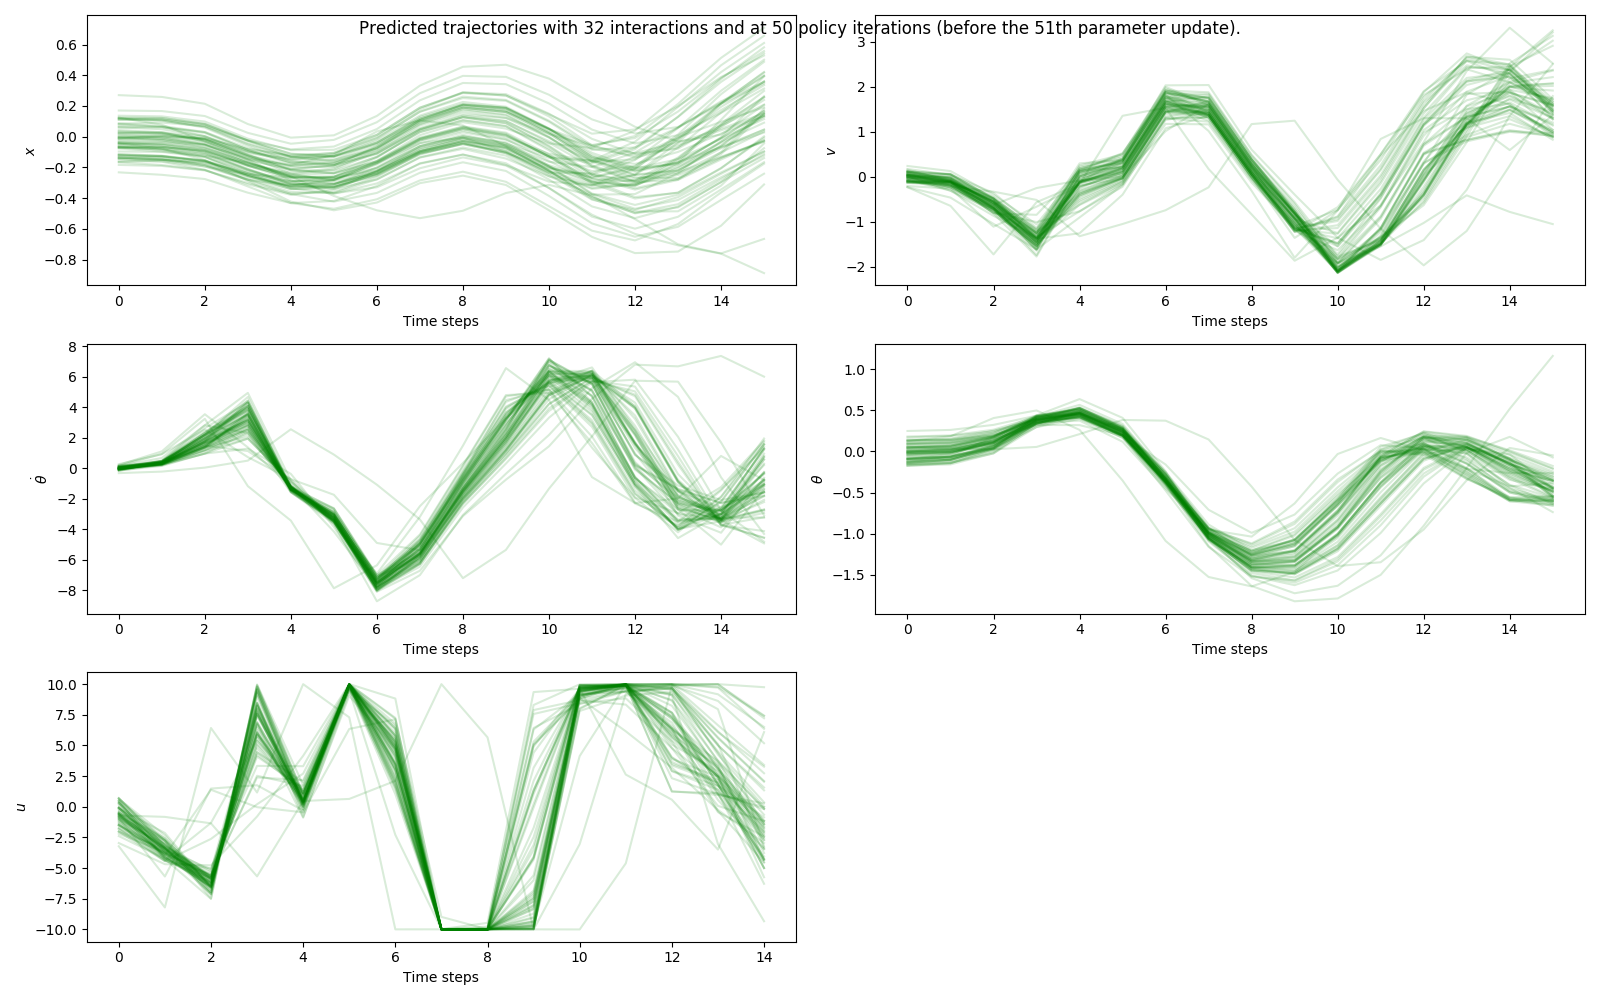 Predicted trajectories with 32 interactions and at 50 policy iterations (before the 51th parameter update).
0.6
0.4
0.2
0.0
−0.2
−0.4
−0.6
−0.8
x
0 2 4 6 8 10 12 14
Time steps
3
2
1
0
−1
−2
v
0 2 4 6 8 10 12 14
Time steps
8
6
4
2
0
−2
−4
−6
−8
θ̇
0 2 4 6 8 10 12 14
Time steps
1.0
0.5
0.0
−0.5
−1.0
−1.5
θ
0 2 4 6 8 10 12 14
Time steps
10.0
7.5
5.0
2.5
0.0
−2.5
−5.0
−7.5
−10.0
u
0 2 4 6 8 10 12 14
Time steps